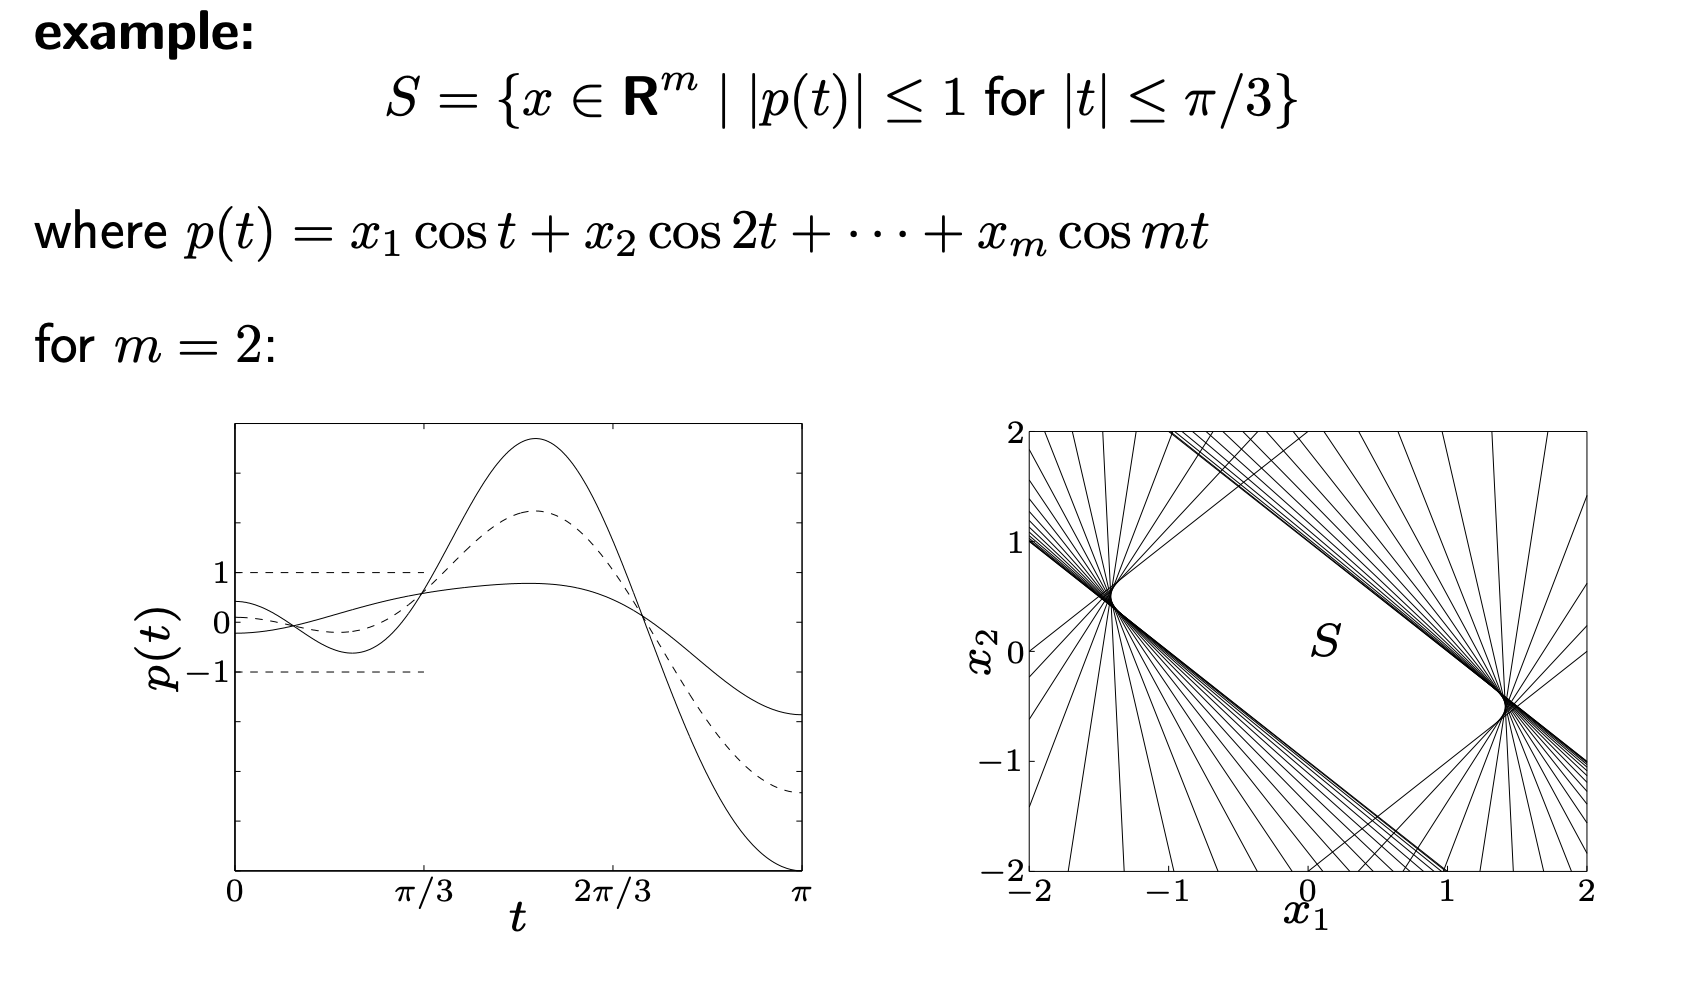 example:
S = {x ∈ R^m | |p(t)| ≤ 1 for |t| ≤ π/3}
where p(t) = x_1 cos t + x_2 cos 2t + ··· + x_m cos mt
for m = 2:
1
0
−1
p(t)
0 π/3 2π/3 π
t
2
1
0
−1
−2
x_2
S
−2 −1 0 1 2
x_1